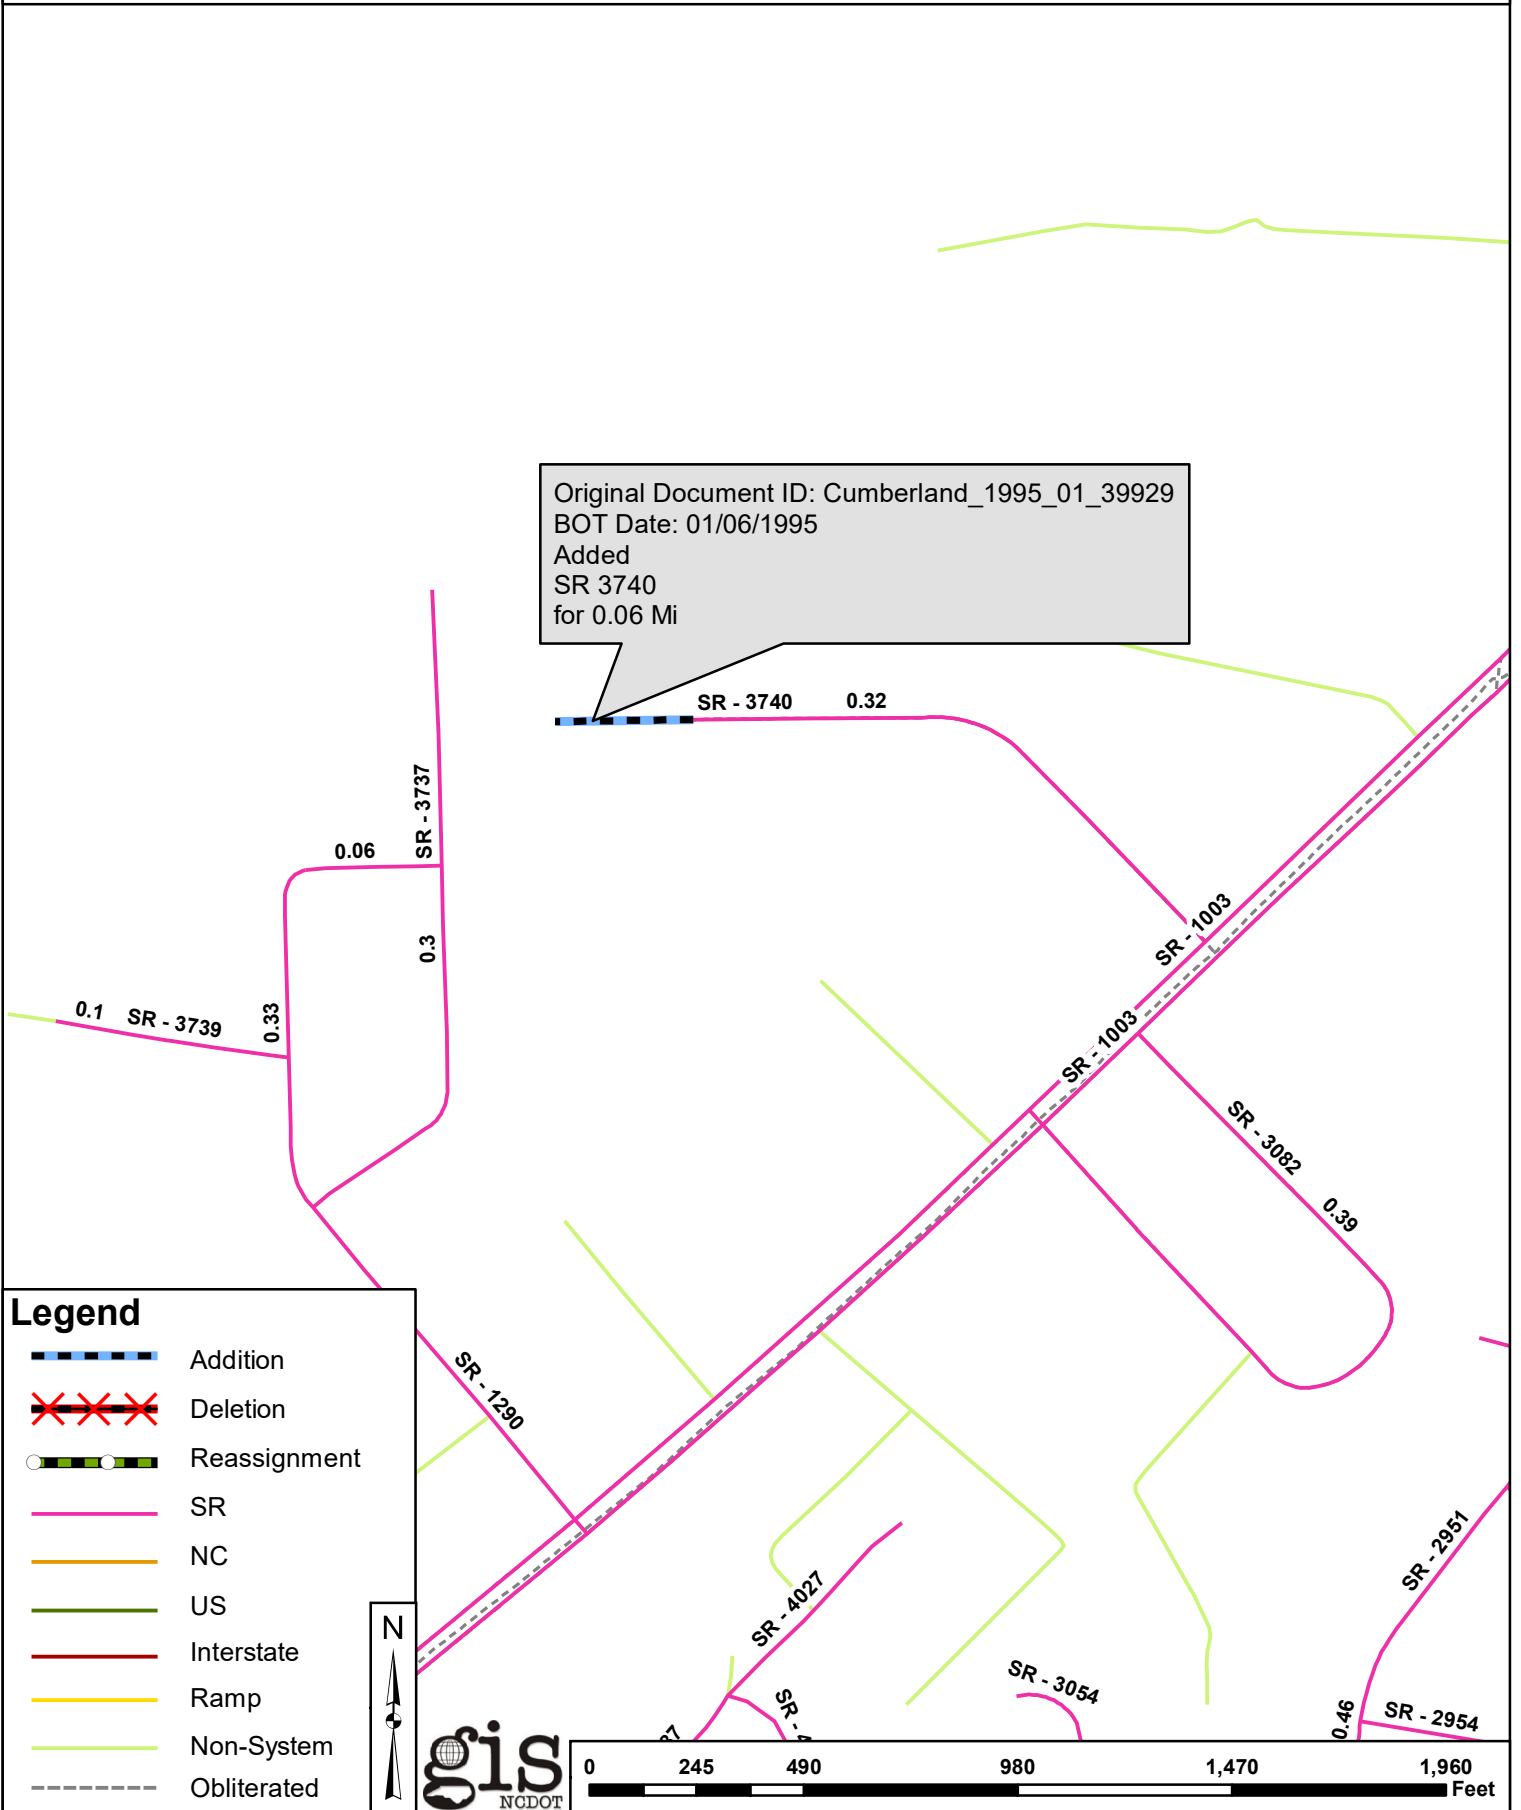 Original Document ID: Cumberland_1995_01_39929
BOT Date: 01/06/1995
Added
SR 3740
for 0.06 Mi
SR - 3740 0.32
SR - 3737
0.06
0.3
0.33
0.1 SR - 3739
SR - 1003
SR - 1003
SR - 3082
0.39
SR - 1290
SR - 4027
SR - 4
37
SR - 3054
SR - 2951
0.46
SR - 2954
Legend
Addition
Deletion
Reassignment
SR
NC
US
Interstate
Ramp
Non-System
Obliterated
N
gis
NCDOT
0 245 490 980 1,470 1,960
Feet